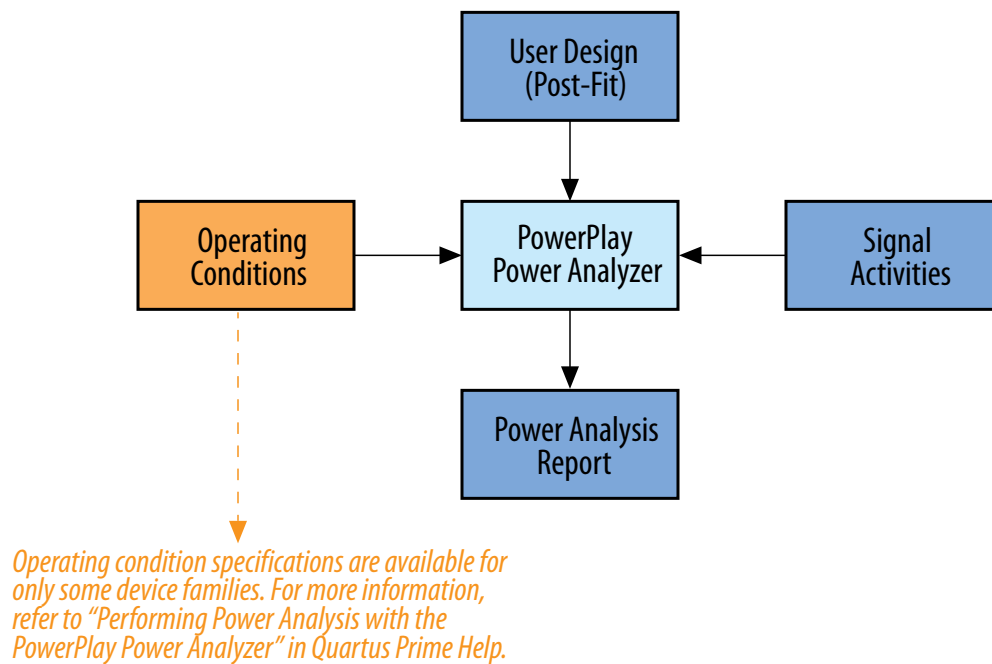 User Design
(Post-Fit)
Operating
Conditions
PowerPlay
Power Analyzer
Signal
Activities
Power Analysis
Report
Operating condition specifications are available for
only some device families. For more information,
refer to “Performing Power Analysis with the
PowerPlay Power Analyzer” in Quartus Prime Help.